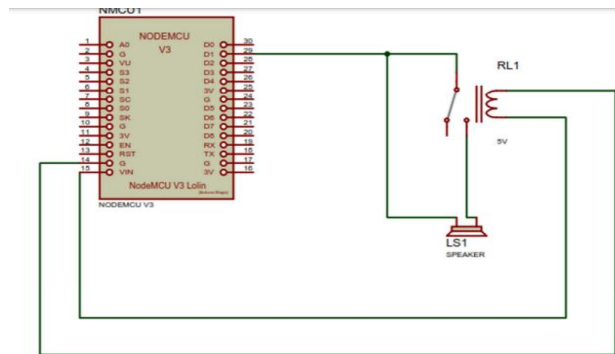 NMCU1
NODEMCU
V3
1 A0
2 G
3 VU
4 S3
5 S2
6 S1
7 SC
8 S0
9 SK
10 G
11 3V
12 EN
13 RST
14 G
15 VIN
D0 30
D1 29
D2 28
D3 27
D4 26
3V 25
G 24
D5 23
D6 22
D7 21
D8 20
RX 19
TX 18
G 17
3V 16
NodeMCU V3 Lolin
NODEMCU V3
RL1
5V
LS1
SPEAKER